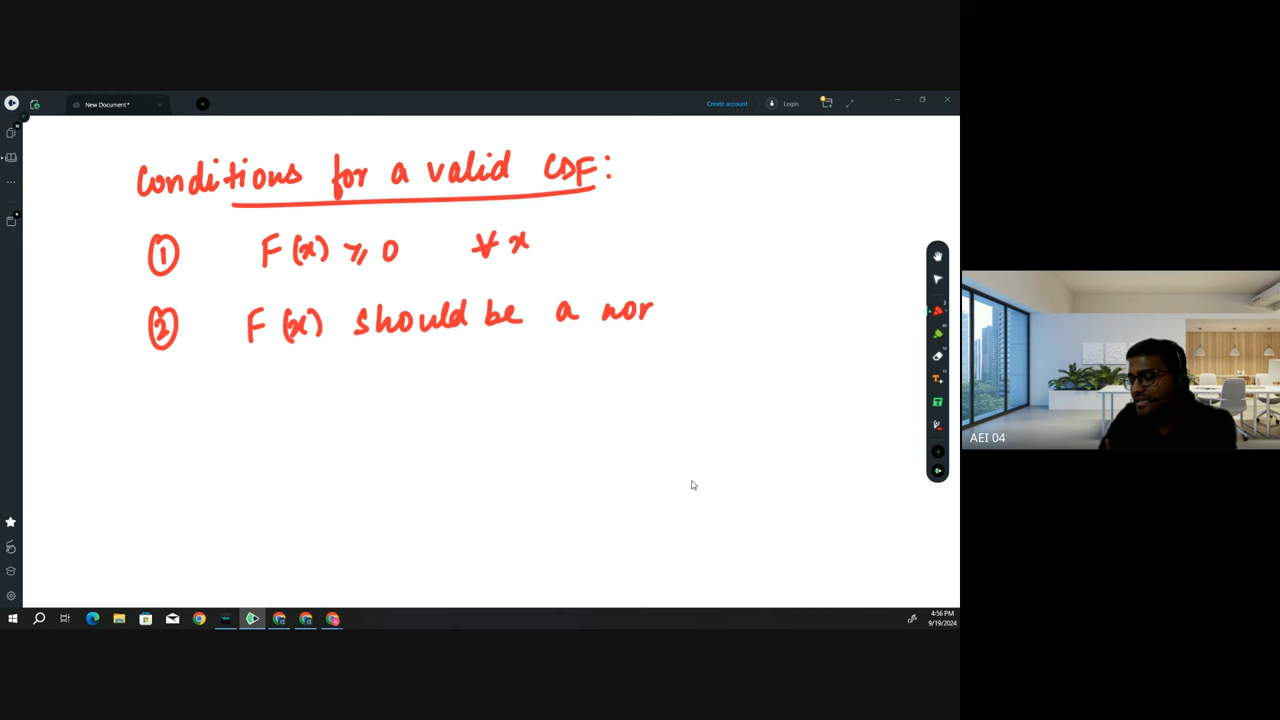 New Document*
Create account
Login
Conditions for a valid CDF:
① F(x) ⩾ 0 ∀ x
② F(x) should be a nor
AEI 04
4:56 PM
9/19/2024